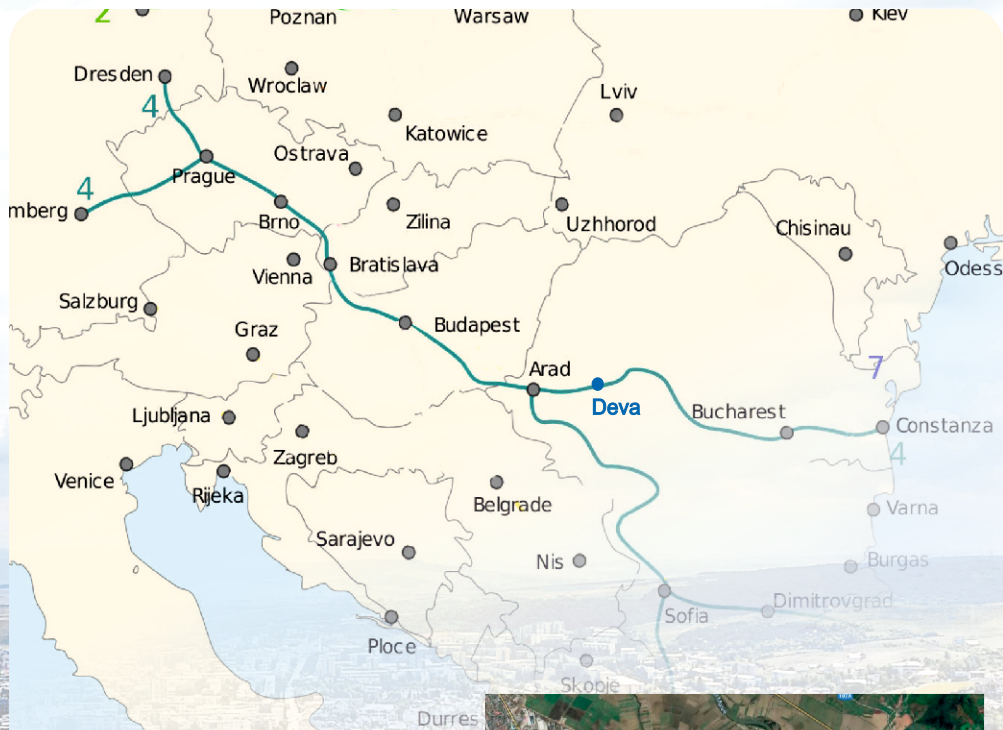 2
Poznan
Warsaw
Kiev
Dresden
Wroclaw
Lviv
4
Katowice
Ostrava
Prague
4
mberg
Brno
Zilina
Uzhhorod
Chisinau
Vienna
Bratislava
Odess
Salzburg
Budapest
Graz
Arad
7
Deva
Bucharest
Ljubljana
Constanza
Zagreb
4
Venice
Rijeka
Belgrade
Varna
Sarajevo
Nis
Burgas
Dimitrovgrad
Sofia
Ploce
Skopje
Durres